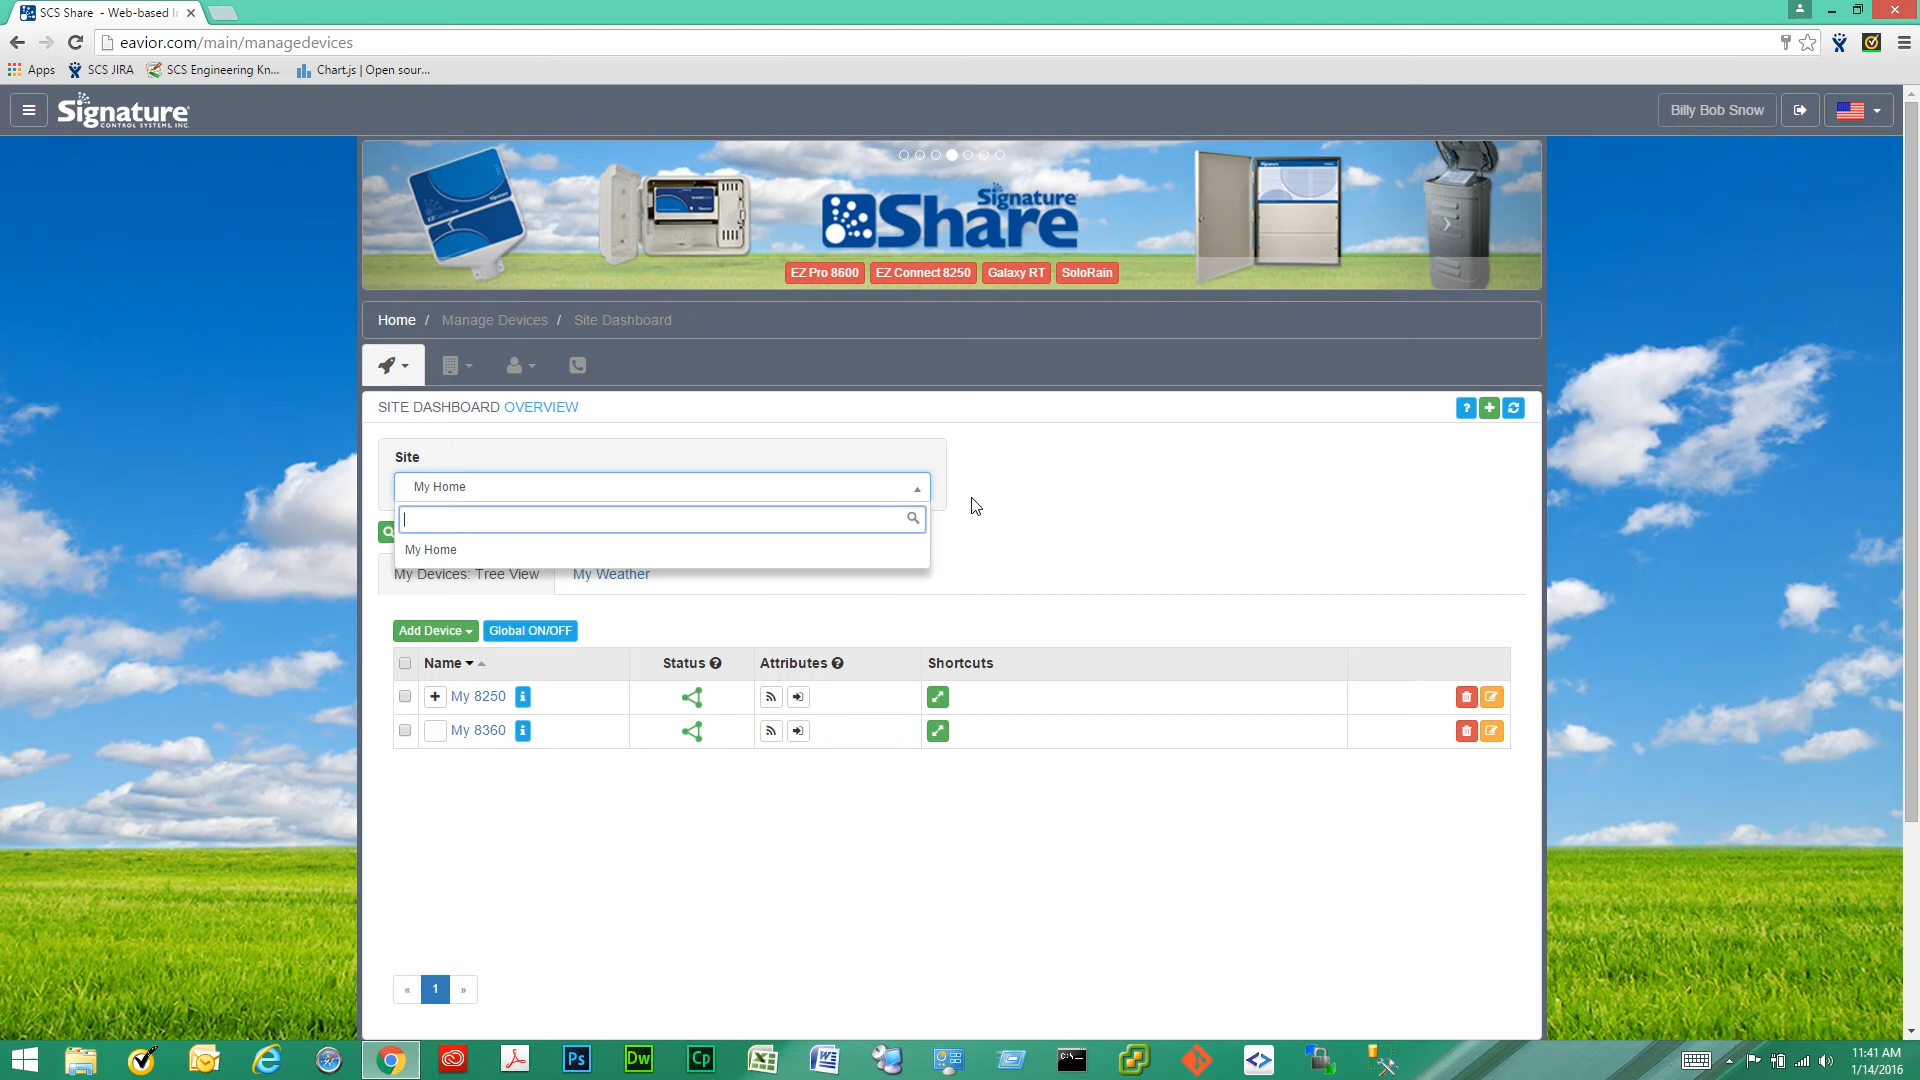 SCS Share - Web-based I
eavior.com/main/managedevices
Apps SCS JIRA SCS Engineering Kn... Chart.js | Open sour...
Signature
CONTROL SYSTEMS, INC.
Billy Bob Snow
Signature
Share
EZ Pro 8600 EZ Connect 8250 Galaxy RT SoloRain
Home / Manage Devices / Site Dashboard
SITE DASHBOARD OVERVIEW
Site
My Home
My Home
My Devices: Tree View My Weather
Add Device Global ON/OFF
Name Status Attributes Shortcuts
My 8250
My 8360
« 1 »
Ps Dw Cp
C:\
11:41 AM
1/14/2016